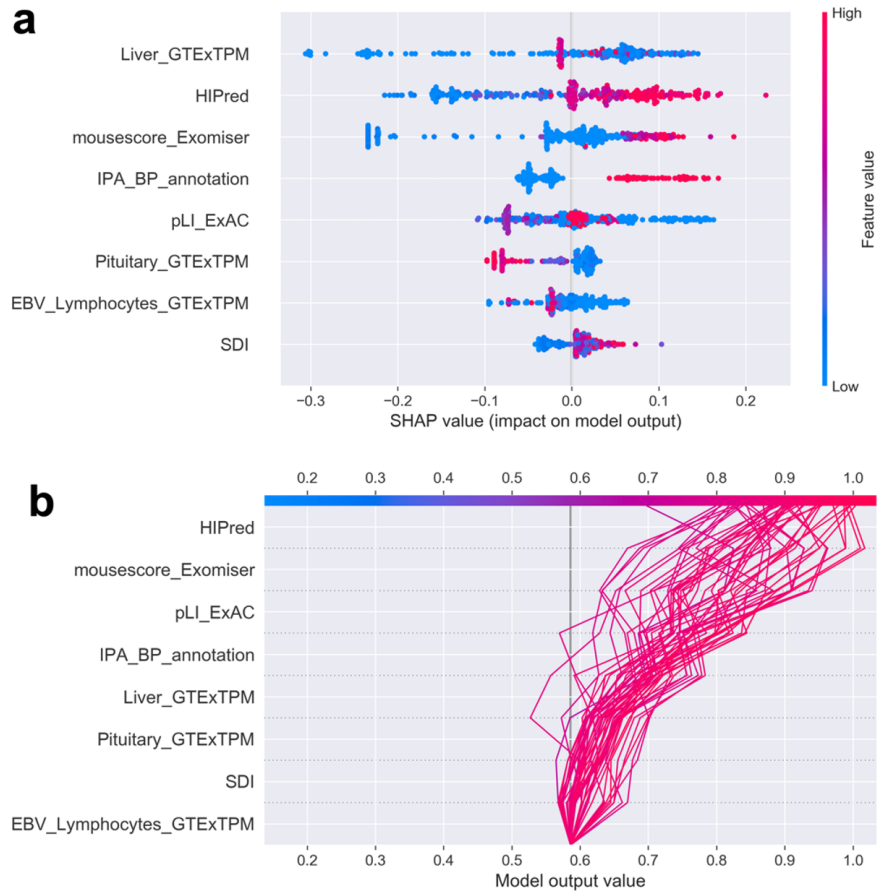 a
High
Liver_GTExTPM
HIPred
mousescore_Exomiser
IPA_BP_annotation
pLI_ExAC
Pituitary_GTExTPM
EBV_Lymphocytes_GTExTPM
SDI
Feature value
Low
−0.3 −0.2 −0.1 0.0 0.1 0.2
SHAP value (impact on model output)
b
0.2 0.3 0.4 0.5 0.6 0.7 0.8 0.9 1.0
HIPred
mousescore_Exomiser
pLI_ExAC
IPA_BP_annotation
Liver_GTExTPM
Pituitary_GTExTPM
SDI
EBV_Lymphocytes_GTExTPM
0.2 0.3 0.4 0.5 0.6 0.7 0.8 0.9 1.0
Model output value